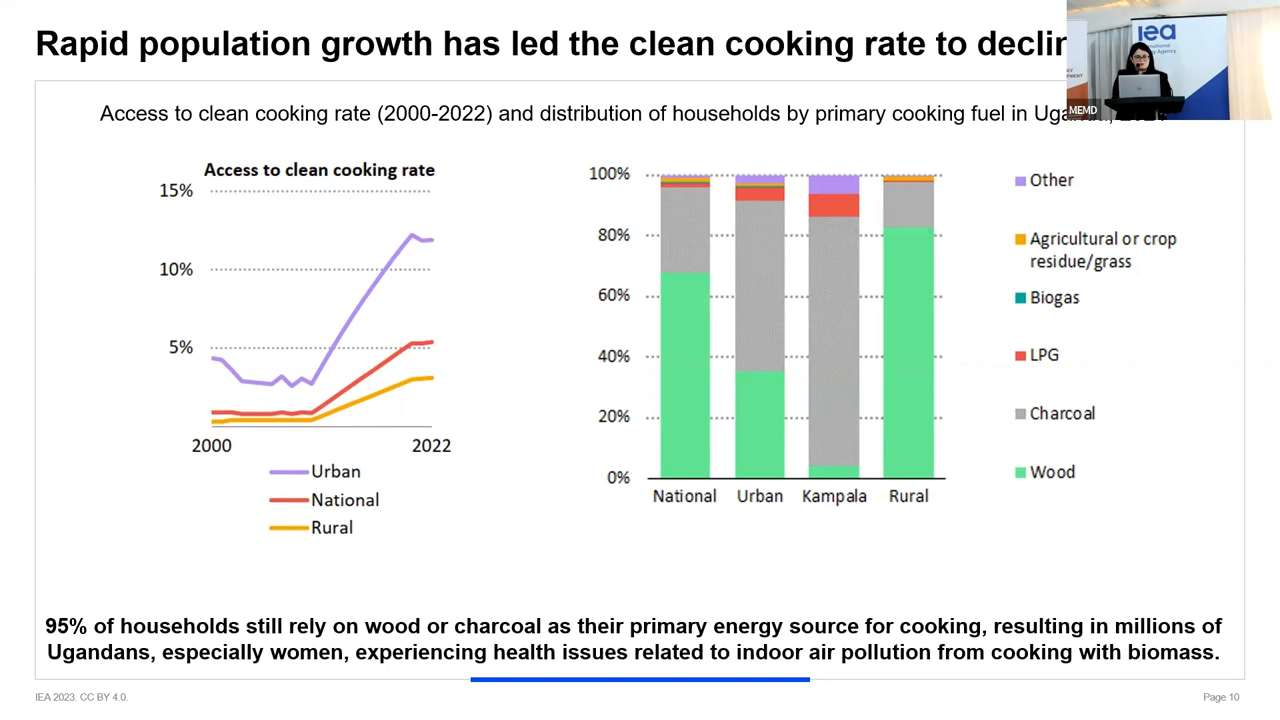 Rapid population growth has led the clean cooking rate to
iea
MEMD
Access to clean cooking rate (2000-2022) and distribution of households by primary cooking fuel in
Access to clean cooking rate
15%
10%
5%
2000 2022
Urban
National
Rural
100%
80%
60%
40%
20%
0%
National Urban Kampala Rural
Other
Agricultural or crop
residue/grass
Biogas
LPG
Charcoal
Wood
95% of households still rely on wood or charcoal as their primary energy source for cooking, resulting in millions of
Ugandans, especially women, experiencing health issues related to indoor air pollution from cooking with biomass.
IEA 2023. CC BY 4.0.
Page 10